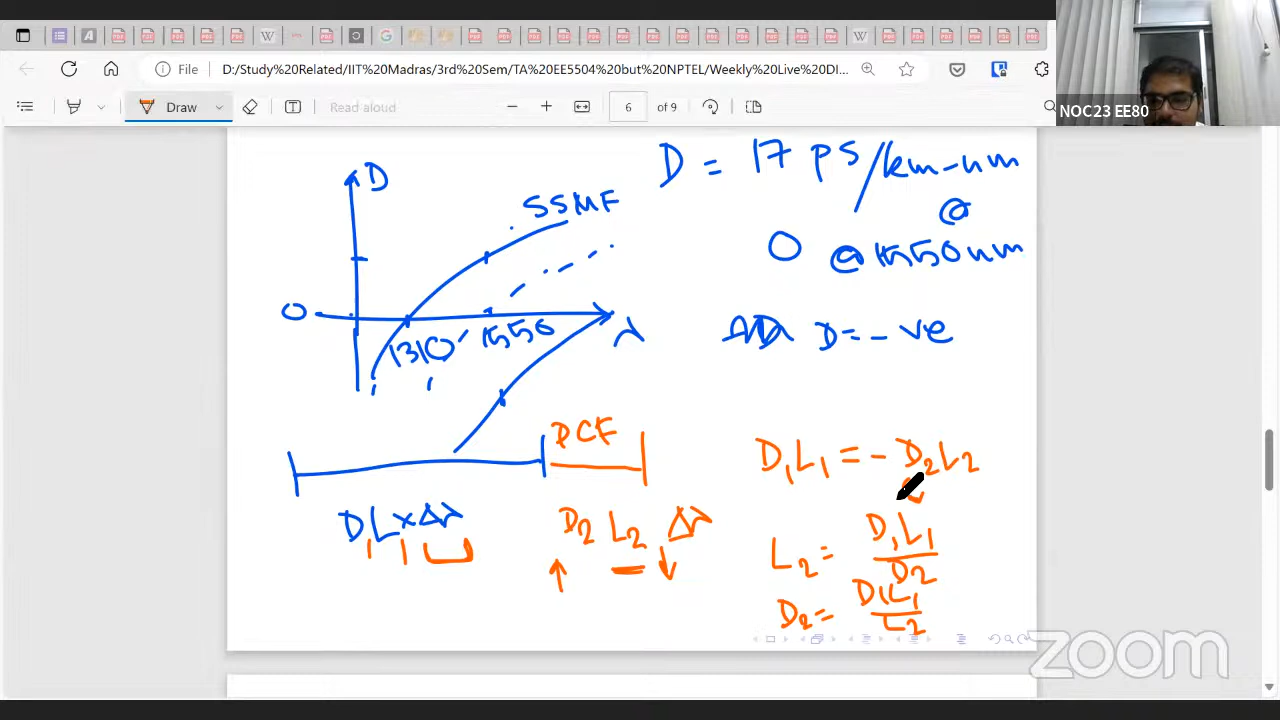 File D:/Study%20Related/IIT%20Madras/3rd%20Sem/TA%20EE5504%20but%20NPTEL/Weekly%20Live%20DI...
Draw
Read aloud
6 of 9
NOC23 EE80
D
SSMF
D = 17 ps/km-nm
@
0 @1550nm
0
1310 1550 λ
D = - ve
DCF
D1L1 = - D2L2
D1L1 × Δλ
D2 L2 Δλ
L2 = D1L1 / D2
D2 = D1L1 / L2
zoom